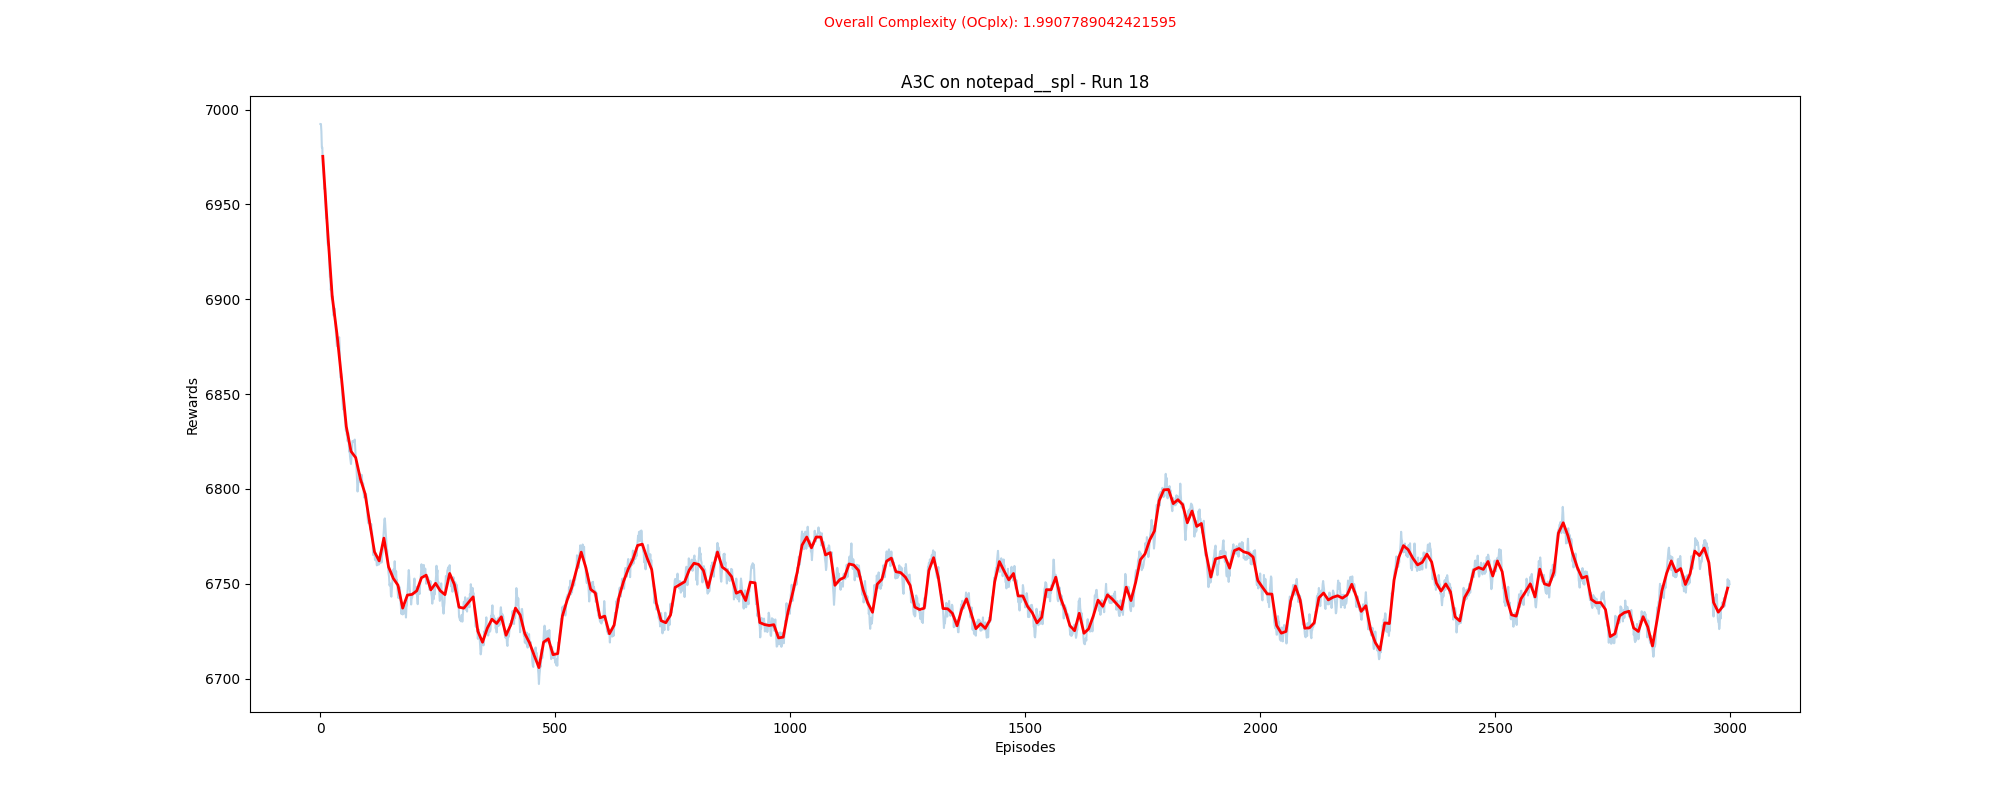 Overall Complexity (OCplx): 1.9907789042421595
A3C on notepad__spl - Run 18
7000
6950
6900
6850
6800
6750
6700
Rewards
0 500 1000 1500 2000 2500 3000
Episodes